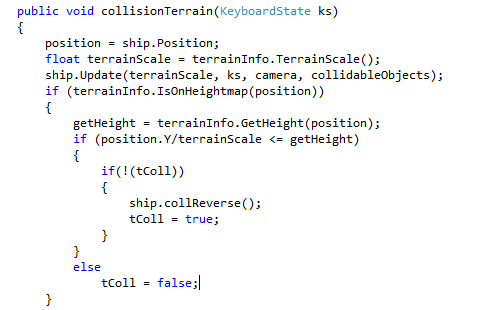 public void collisionTerrain(KeyboardState ks)
{
    position = ship.Position;
    float terrainScale = terrainInfo.TerrainScale();
    ship.Update(terrainScale, ks, camera, collidableObjects);
    if (terrainInfo.IsOnHeightmap(position))
    {
        getHeight = terrainInfo.GetHeight(position);
        if (position.Y/terrainScale <= getHeight)
        {
            if(!(tColl))
            {
                ship.collReverse();
                tColl = true;
            }
        }
        else
            tColl = false;
    }